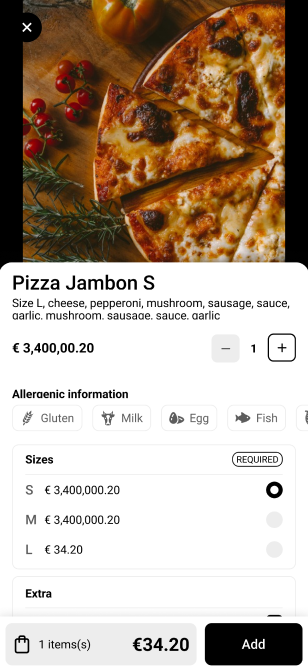 Pizza Jambon S
Size L, cheese, pepperoni, mushroom, sausage, sauce,
garlic. mushroom. sausage. sauce. garlic
€ 3,400,00.20
1
Allergenic information
Gluten
Milk
Egg
Fish
Sizes
REQUIRED
S € 3,400,000.20
M € 3,400,000.20
L € 34.20
Extra
1 items(s)
€34.20
Add